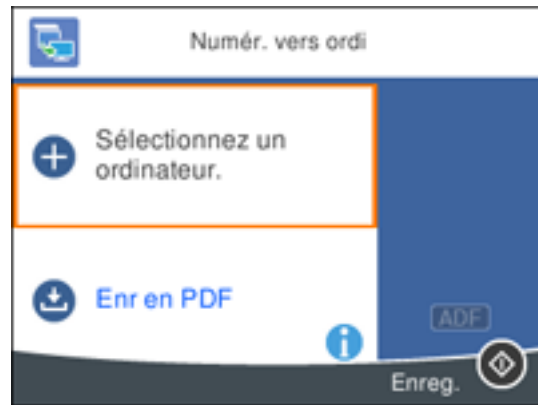 Numér. vers ordi
Sélectionnez un
ordinateur.
Enr en PDF
ADF
Enreg.